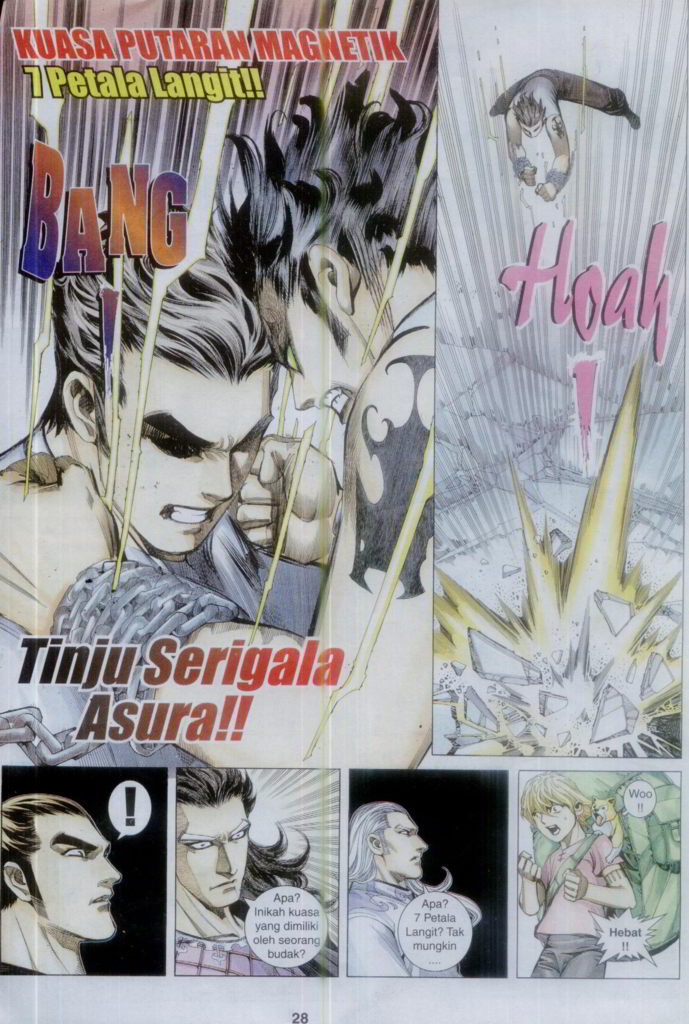 KUASA PUTARAN MAGNETIK
7 Petala Langit!!
BANG
!
Hoah
!
Tinju Serigala
Asura!!
!
Apa?
Inikah kuasa
yang dimiliki
oleh seorang
budak?
Apa?
7 Petala
Langit? Tak
mungkin
....
Woo
!!
Hebat
!!
28